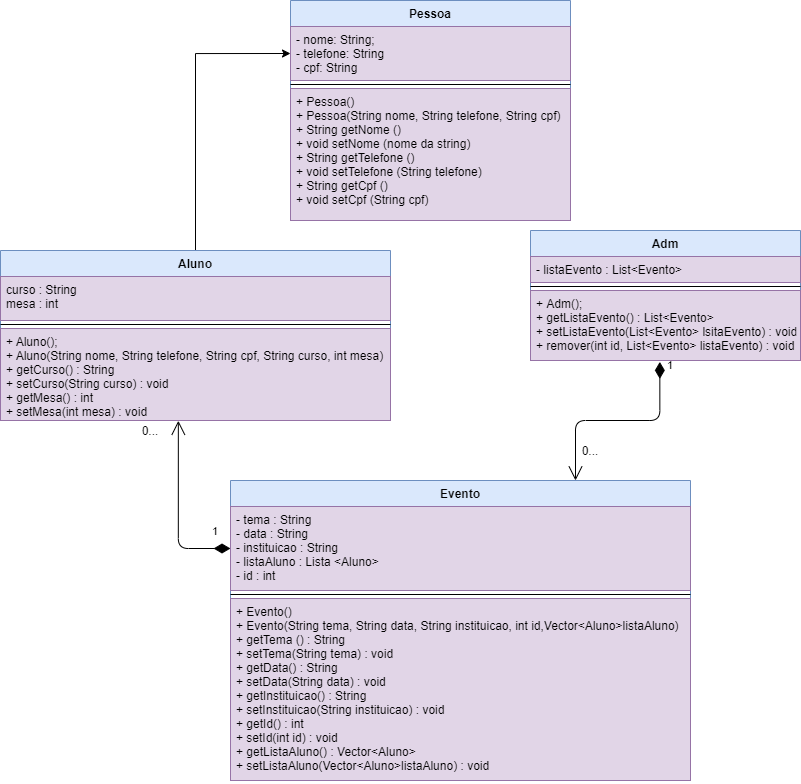 Pessoa
- nome: String;
- telefone: String
- cpf: String
+ Pessoa()
+ Pessoa(String nome, String telefone, String cpf)
+ String getNome ()
+ void setNome (nome da string)
+ String getTelefone ()
+ void setTelefone (String telefone)
+ String getCpf ()
+ void setCpf (String cpf)
Adm
- listaEvento : List<Evento>
+ Adm();
+ getListaEvento() : List<Evento>
+ setListaEvento(List<Evento> lsitaEvento) : void
+ remover(int id, List<Evento> listaEvento) : void
1
0...
Aluno
curso : String
mesa : int
+ Aluno();
+ Aluno(String nome, String telefone, String cpf, String curso, int mesa)
+ getCurso() : String
+ setCurso(String curso) : void
+ getMesa() : int
+ setMesa(int mesa) : void
0...
1
Evento
- tema : String
- data : String
- instituicao : String
- listaAluno : Lista <Aluno>
- id : int
+ Evento()
+ Evento(String tema, String data, String instituicao, int id,Vector<Aluno>listaAluno)
+ getTema () : String
+ setTema(String tema) : void
+ getData() : String
+ setData(String data) : void
+ getInstituicao() : String
+ setInstituicao(String instituicao) : void
+ getId() : int
+ setId(int id) : void
+ getListaAluno() : Vector<Aluno>
+ setListaAluno(Vector<Aluno>listaAluno) : void